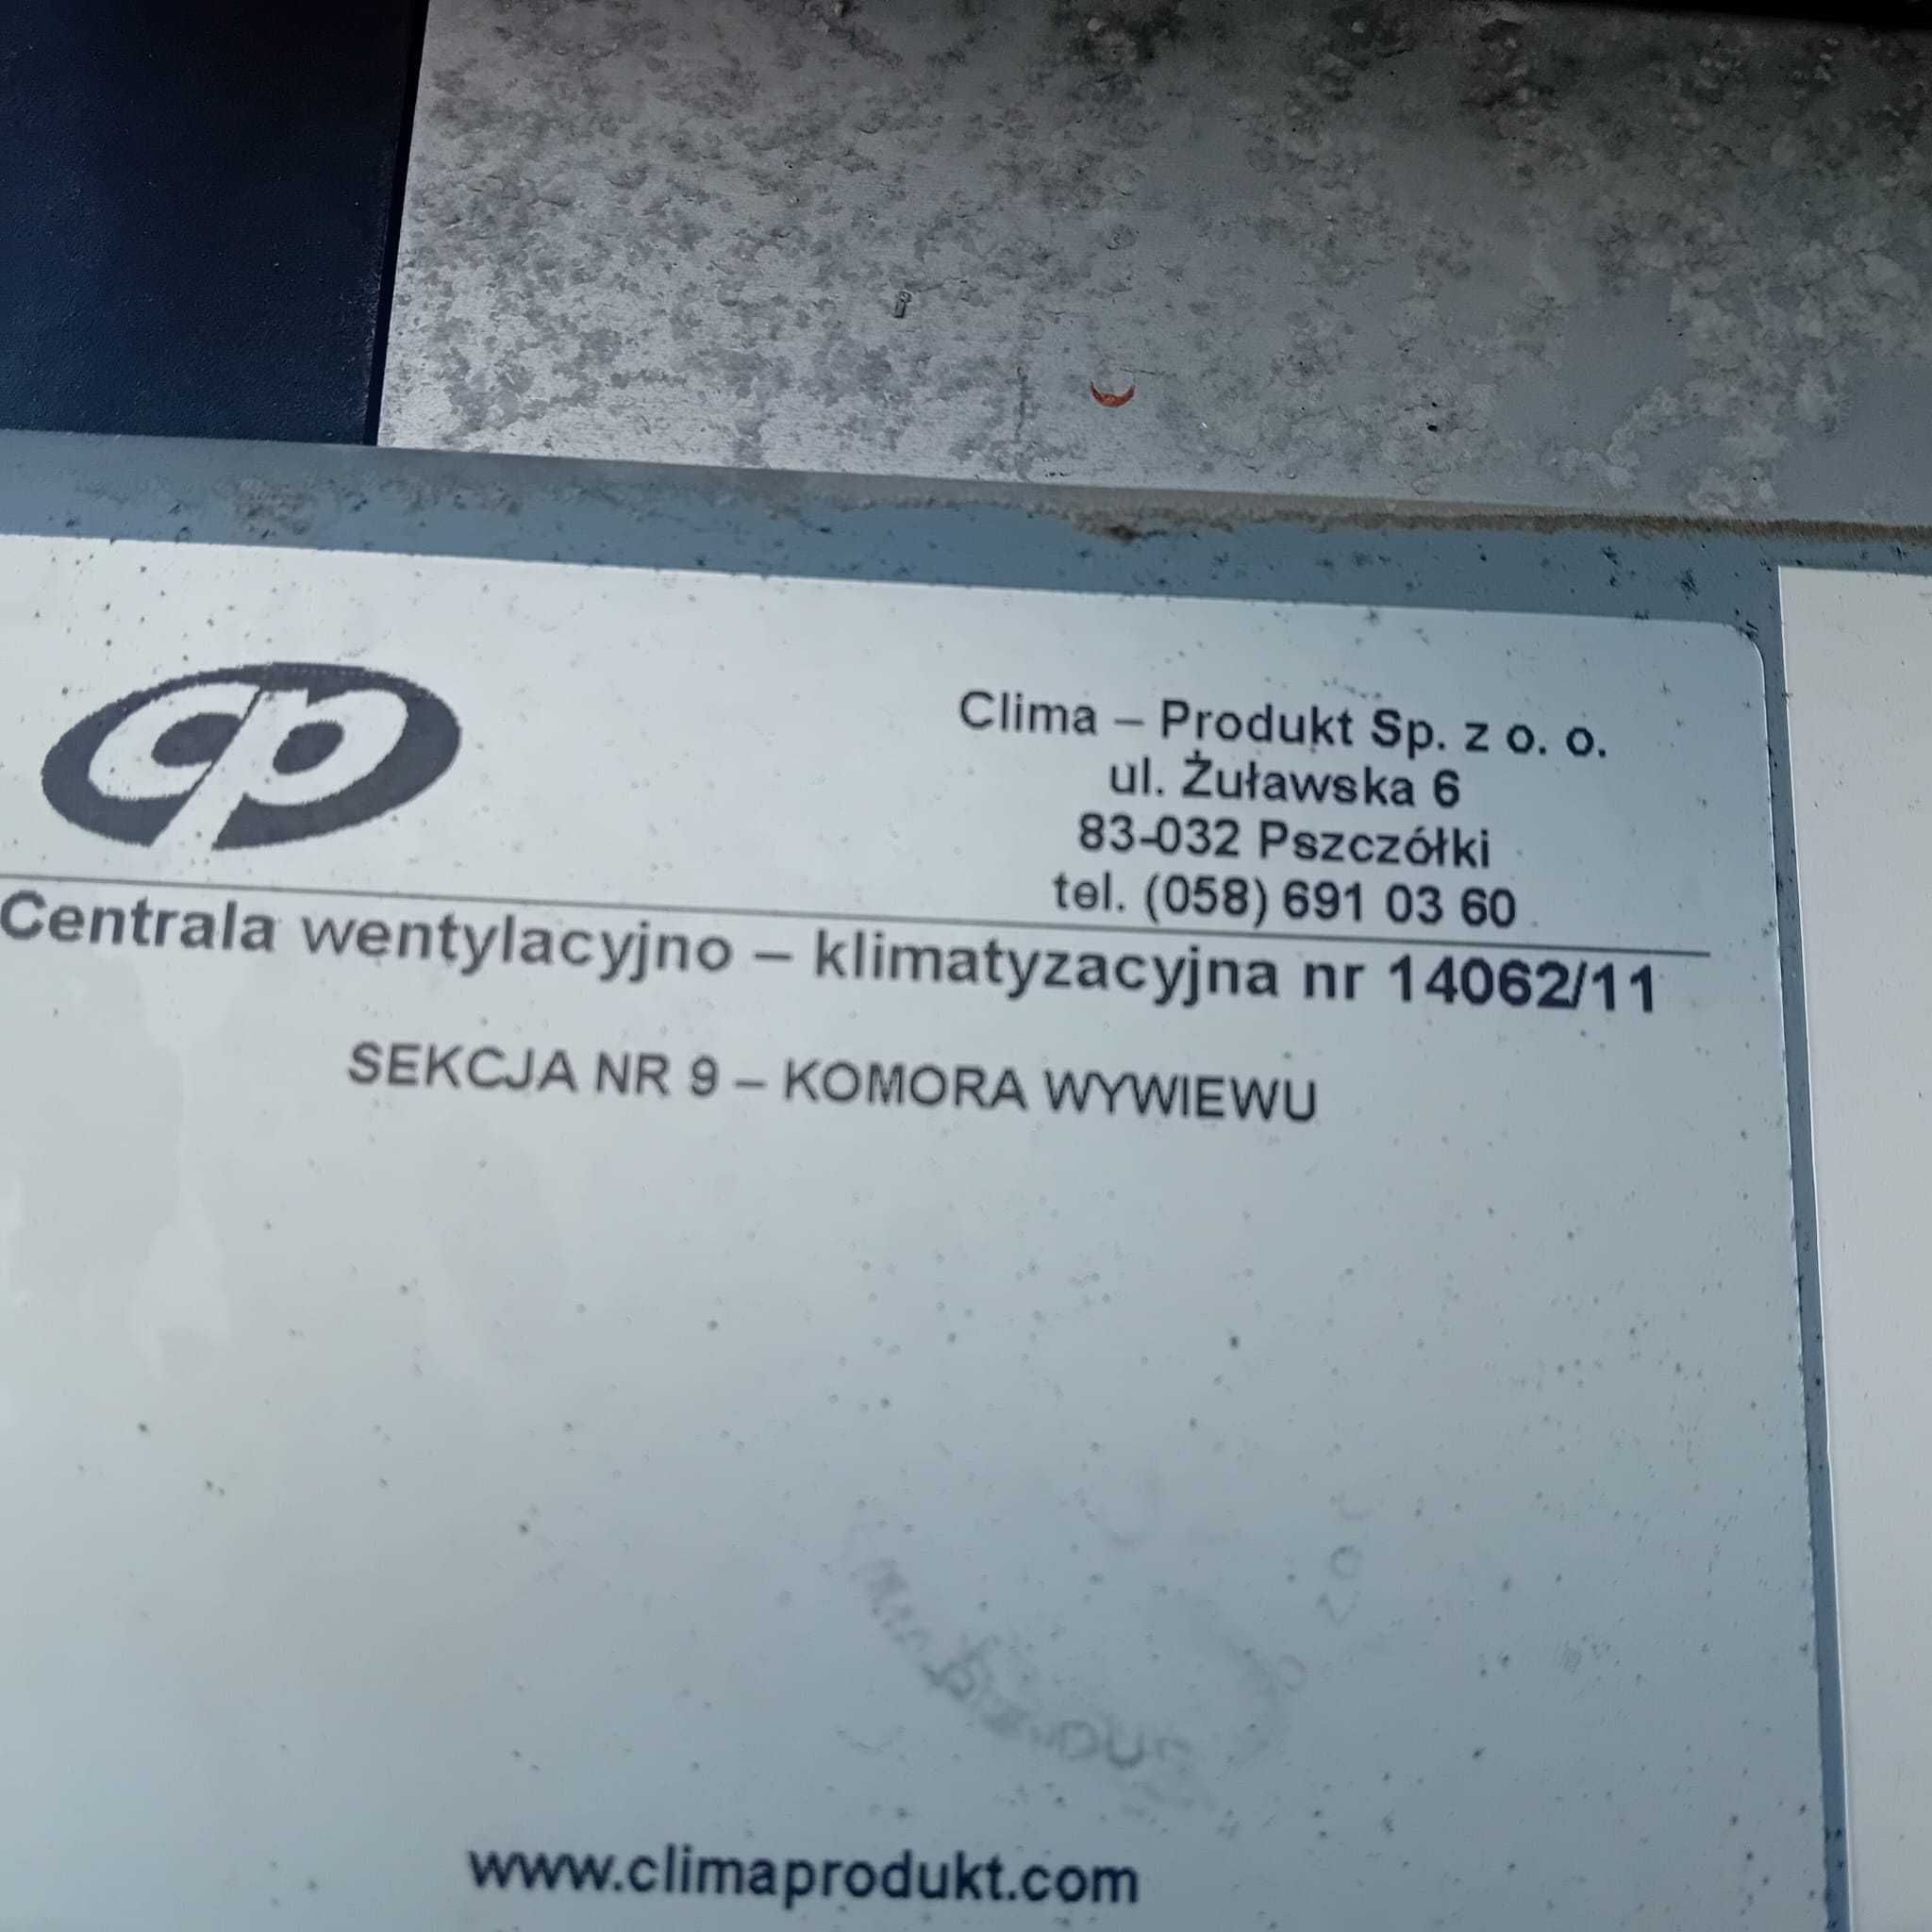 cp
Clima – Produkt Sp. z o. o.
ul. Żuławska 6
83-032 Pszczółki
tel. (058) 691 03 60
Centrala wentylacyjno – klimatyzacyjna nr 14062/11
SEKCJA NR 9 – KOMORA WYWIEWU
www.climaprodukt.com